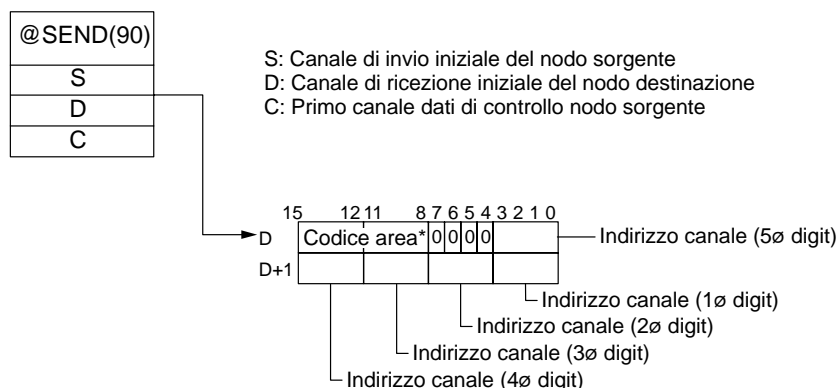 @SEND(90)
S
D
C
S: Canale di invio iniziale del nodo sorgente
D: Canale di ricezione iniziale del nodo destinazione
C: Primo canale dati di controllo nodo sorgente
15 12 11 8 7 6 5 4 3 2 1 0
D Codice area* 0 0 0 0 Indirizzo canale (5ø digit)
D+1
Indirizzo canale (1ø digit)
Indirizzo canale (2ø digit)
Indirizzo canale (3ø digit)
Indirizzo canale (4ø digit)